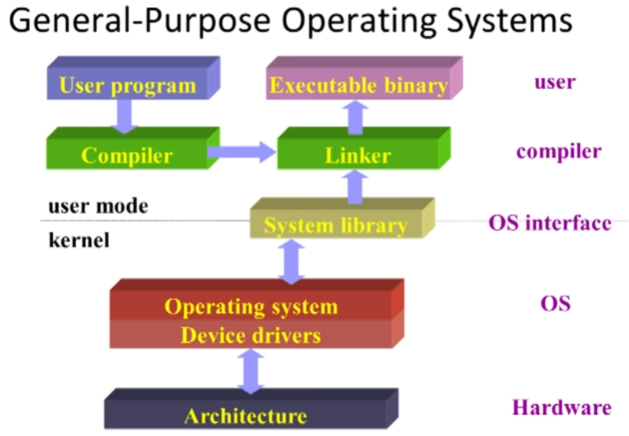 General-Purpose Operating Systems
User program
Executable binary
user
Compiler
Linker
compiler
user mode
System library
OS interface
kernel
Operating system
OS
Device drivers
Architecture
Hardware